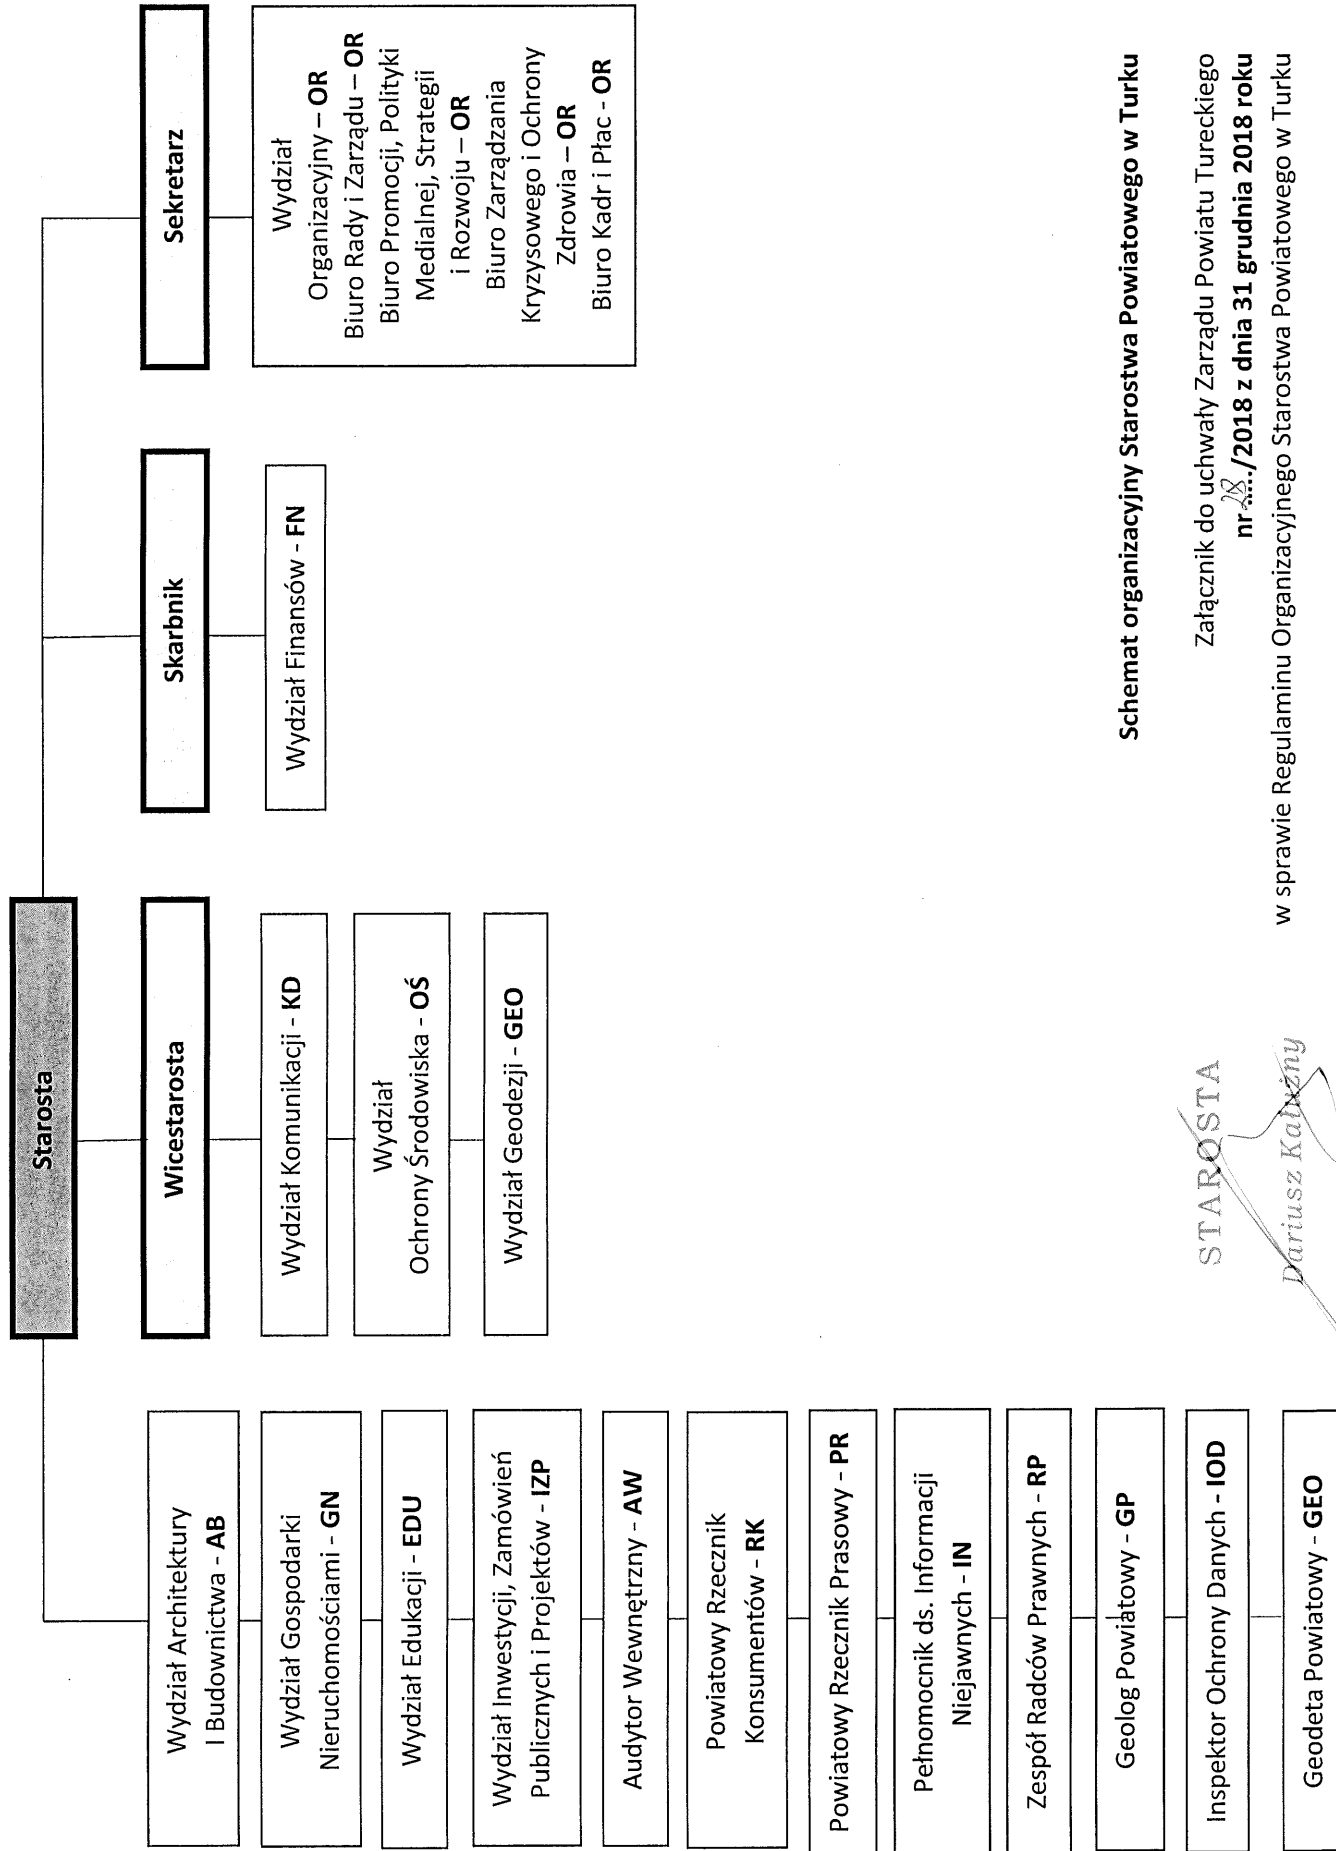 Starosta
Wicestarosta
Skarbnik
Sekretarz
Wydział Architektury
I Budownictwa - AB
Wydział Gospodarki
Nieruchomościami - GN
Wydział Edukacji - EDU
Wydział Inwestycji, Zamówień
Publicznych i Projektów - IZP
Audytor Wewnętrzny - AW
Powiatowy Rzecznik
Konsumentów - RK
Powiatowy Rzecznik Prasowy - PR
Pełnomocnik ds. Informacji
Niejawnych - IN
Zespół Radców Prawnych - RP
Geolog Powiatowy - GP
Inspektor Ochrony Danych - IOD
Geodeta Powiatowy - GEO
Wydział Komunikacji - KD
Wydział
Ochrony Środowiska - OŚ
Wydział Geodezji - GEO
Wydział Finansów - FN
Wydział
Organizacyjny – OR
Biuro Rady i Zarządu – OR
Biuro Promocji, Polityki
Medialnej, Strategii
i Rozwoju – OR
Biuro Zarządzania
Kryzysowego i Ochrony
Zdrowia – OR
Biuro Kadr i Płac - OR
STAROSTA
Dariusz Kałużny
Schemat organizacyjny Starostwa Powiatowego w Turku
Załącznik do uchwały Zarządu Powiatu Tureckiego
nr 28..../2018 z dnia 31 grudnia 2018 roku
w sprawie Regulaminu Organizacyjnego Starostwa Powiatowego w Turku